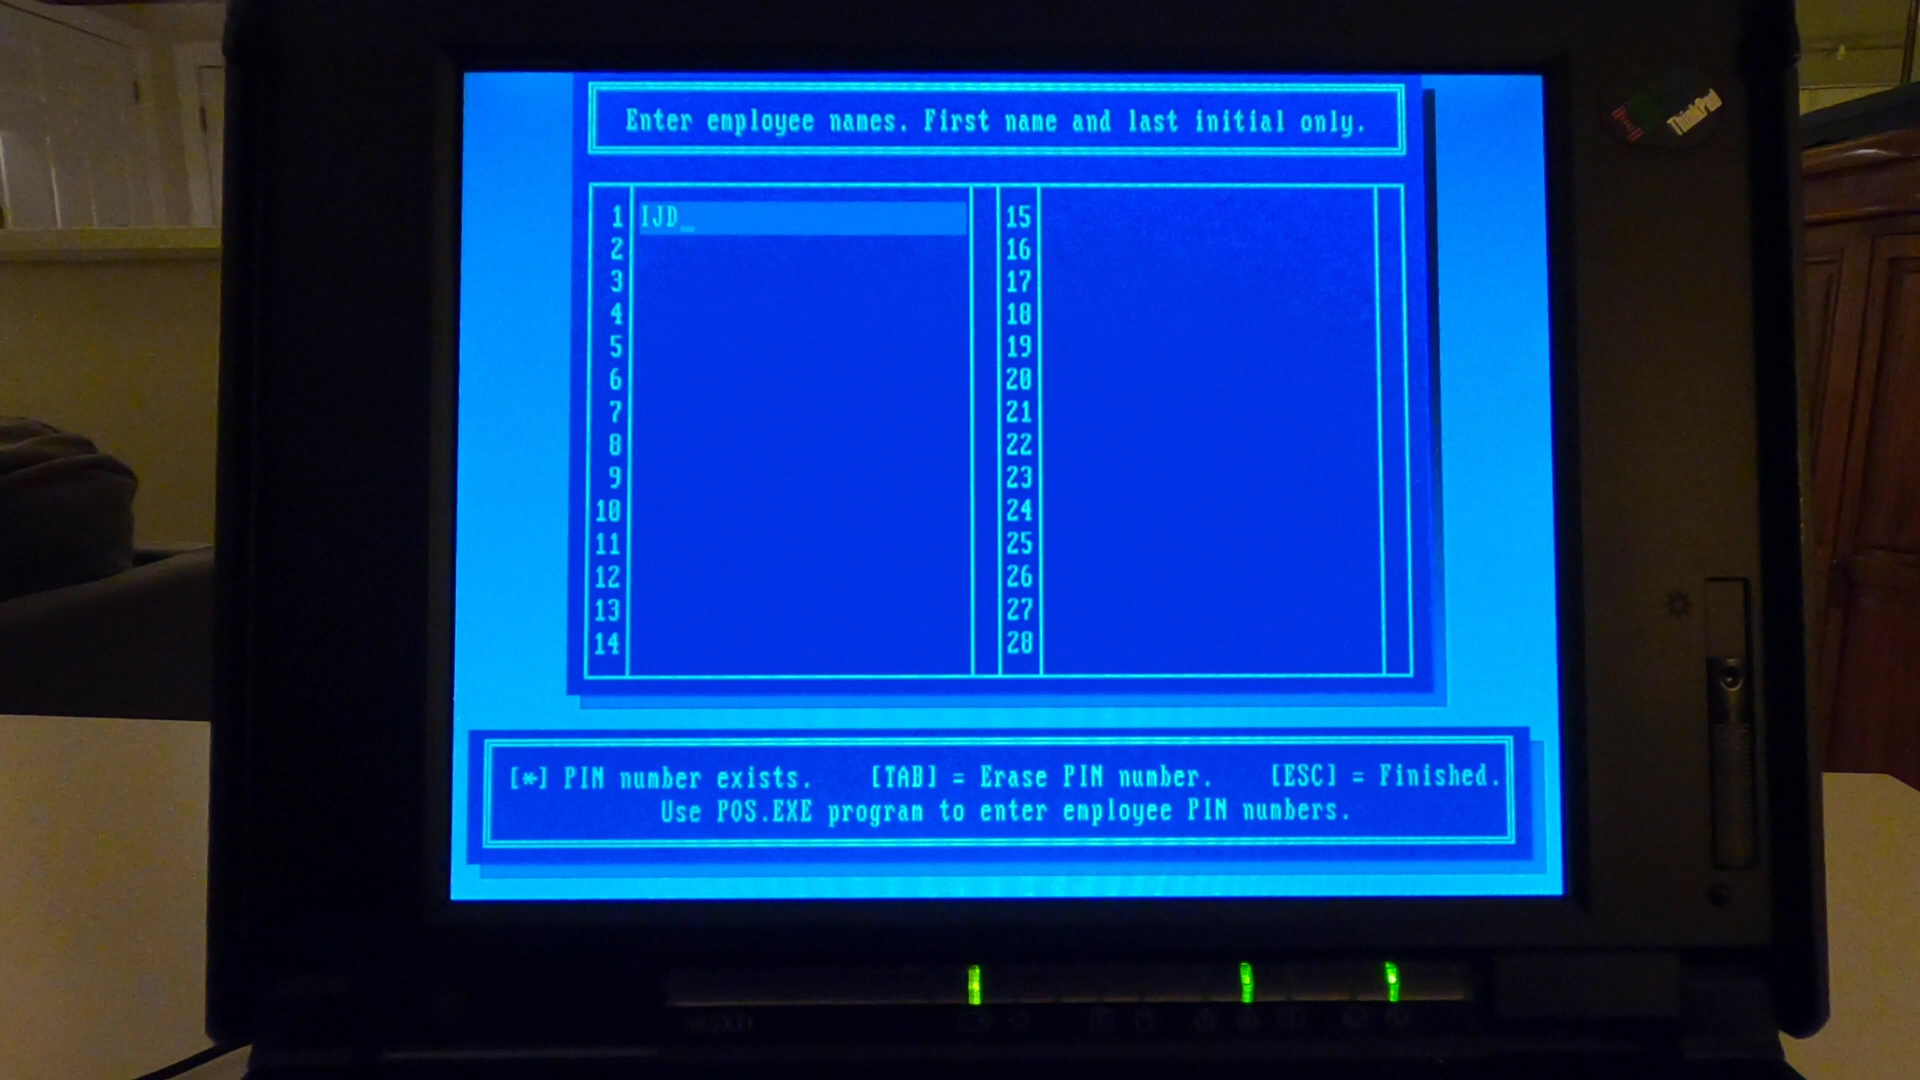 Enter employee names. First name and last initial only.
1 IJD_ 15
2 16
3 17
4 18
5 19
6 20
7 21
8 22
9 23
10 24
11 25
12 26
13 27
14 28
[*] PIN number exists. [TAB] = Erase PIN number. [ESC] = Finished.
Use POS.EXE program to enter employee PIN numbers.
ThinkPad